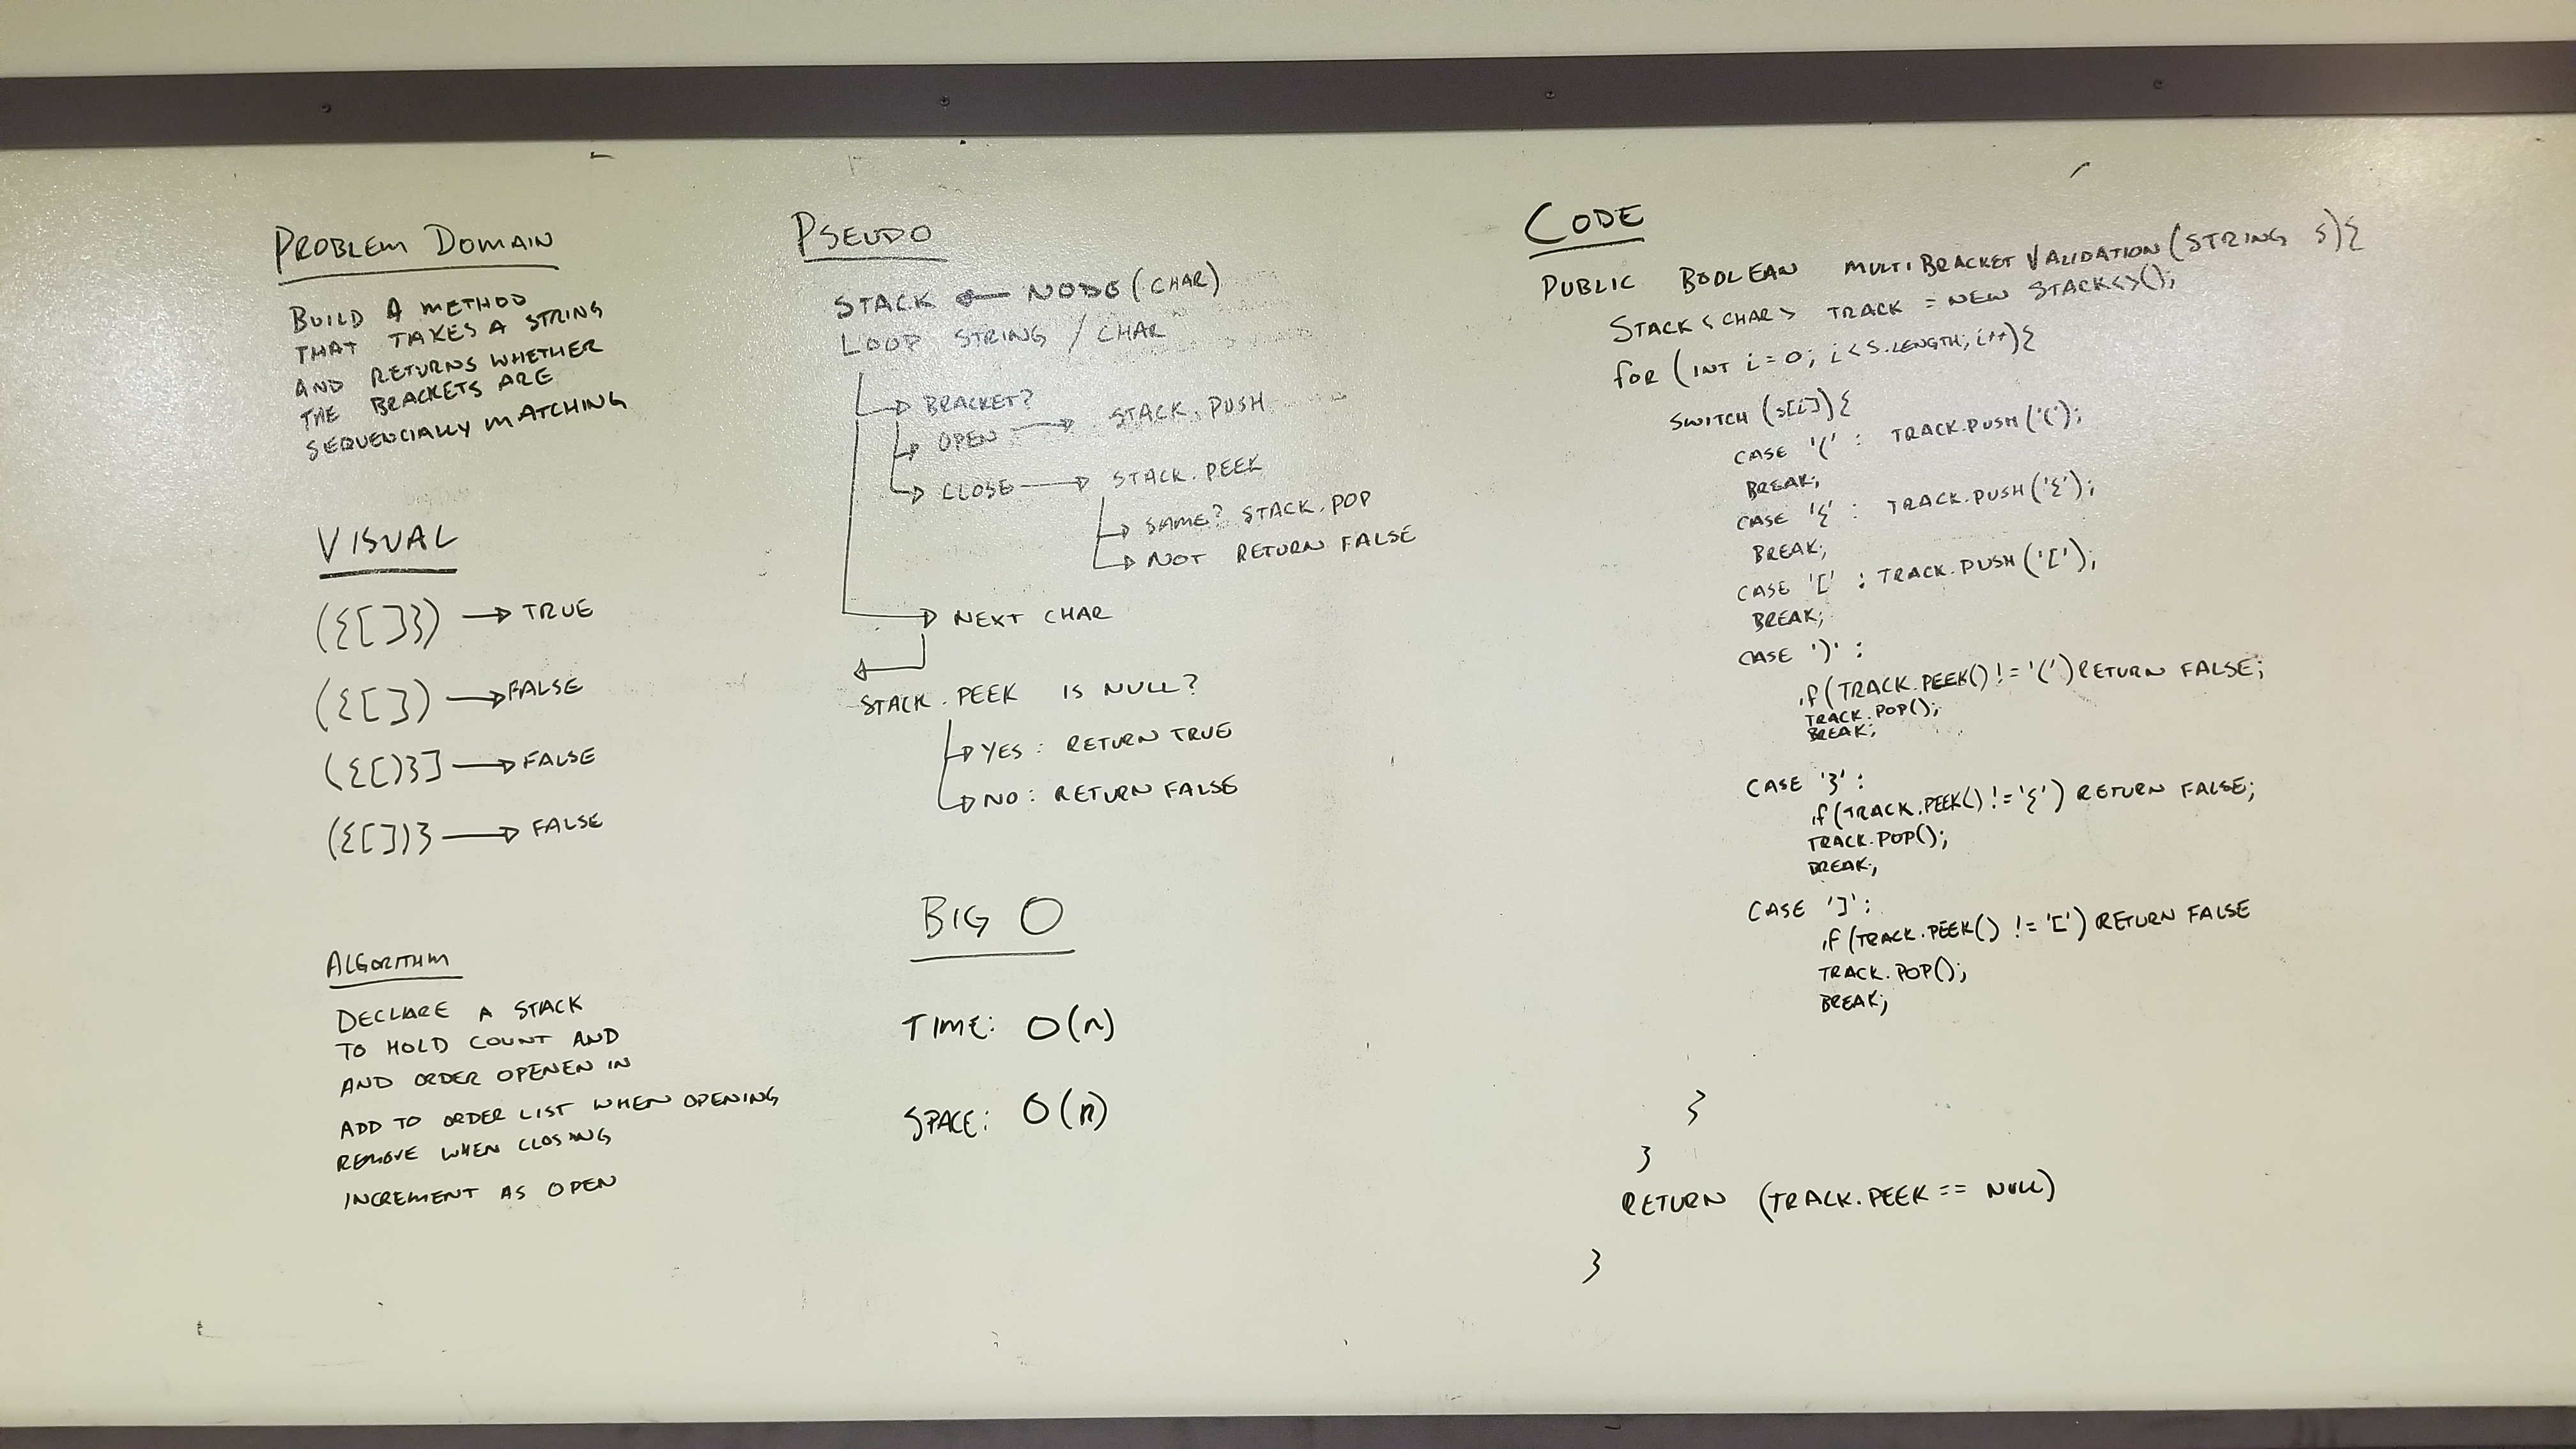 PROBLEM DOMAIN
BUILD A METHOD
THAT TAKES A STRING
AND RETURNS WHETHER
THE BRACKETS ARE
SEQUENCIALLY MATCHING
VISUAL
({[]}) → TRUE
({[]) → FALSE
({[)}] → FALSE
({[])} → FALSE
ALGORITHM
DECLARE A STACK
TO HOLD COUNT AND
AND ORDER OPENEN IN
ADD TO ORDER LIST WHEN OPENING
REMOVE WHEN CLOSING
INCREMENT AS OPEN
PSEUDO
STACK ← NODE (CHAR)
LOOP STRING / CHAR
BRACKET?
OPEN → STACK.PUSH
CLOSE → STACK.PEEK
SAME? STACK.POP
NOT RETURN FALSE
NEXT CHAR
STACK.PEEK IS NULL?
YES: RETURN TRUE
NO: RETURN FALSE
BIG O
TIME: O(n)
SPACE: O(n)
CODE
PUBLIC BOOLEAN MULTIBRACKETVALIDATION(STRING S){
STACK<CHAR> TRACK = NEW STACK<>();
FOR (INT i = 0; i < S.LENGTH; i++){
SWITCH (S[i]){
CASE '(' : TRACK.PUSH('(');
BREAK;
CASE '{' : TRACK.PUSH('{');
BREAK;
CASE '[' : TRACK.PUSH('[');
BREAK;
CASE ')' :
if(TRACK.PEEK() != '(') RETURN FALSE;
TRACK.POP();
BREAK;
CASE '}' :
if(TRACK.PEEK() != '{') RETURN FALSE;
TRACK.POP();
BREAK;
CASE ']' :
if(TRACK.PEEK() != '[') RETURN FALSE
TRACK.POP();
BREAK;
}
}
RETURN (TRACK.PEEK == NULL)
}